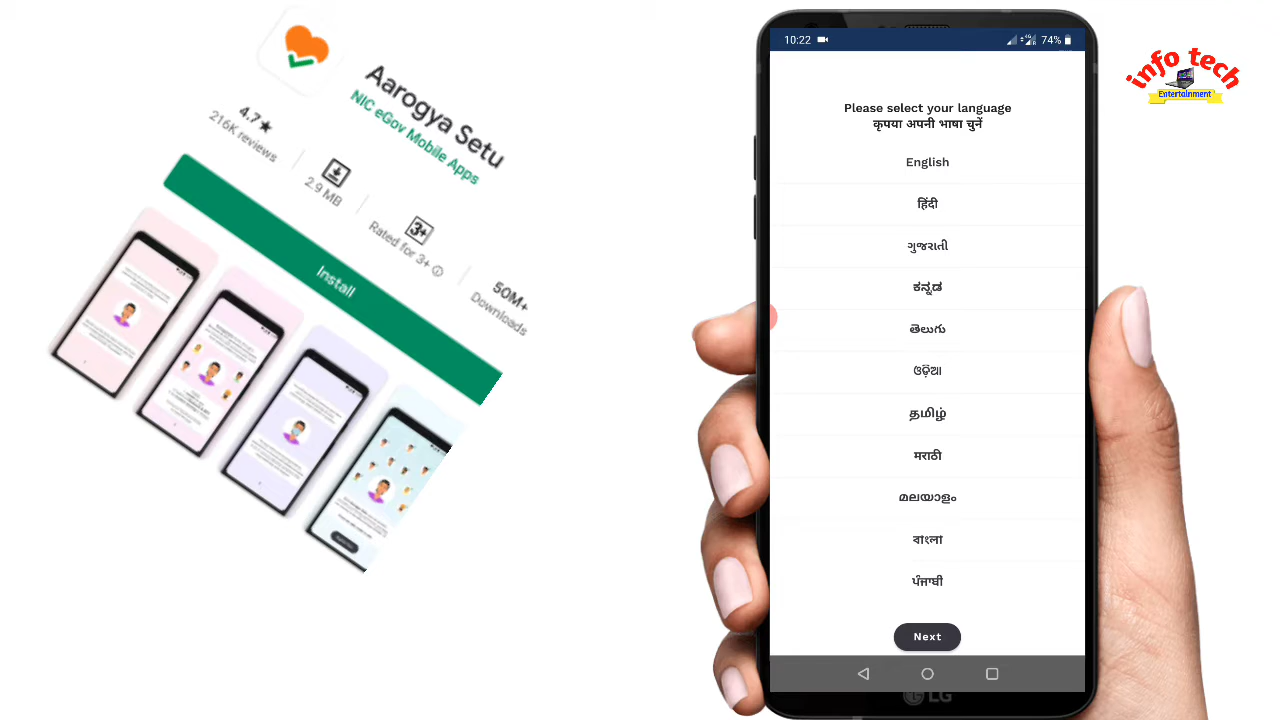 Aarogya Setu
NIC eGov Mobile Apps
4.7★
216K reviews
2.9 MB
3+
Rated for 3+
50M+
Downloads
Install
10:22
74%
Please select your language
कृपया अपनी भाषा चुनें
English
हिंदी
ગુજરાતી
ಕನ್ನಡ
తెలుగు
ଓଡ଼ିଆ
தமிழ்
मराठी
മലയാളം
বাংলা
ਪੰਜਾਬੀ
Next
LG
info tech
Entertainment